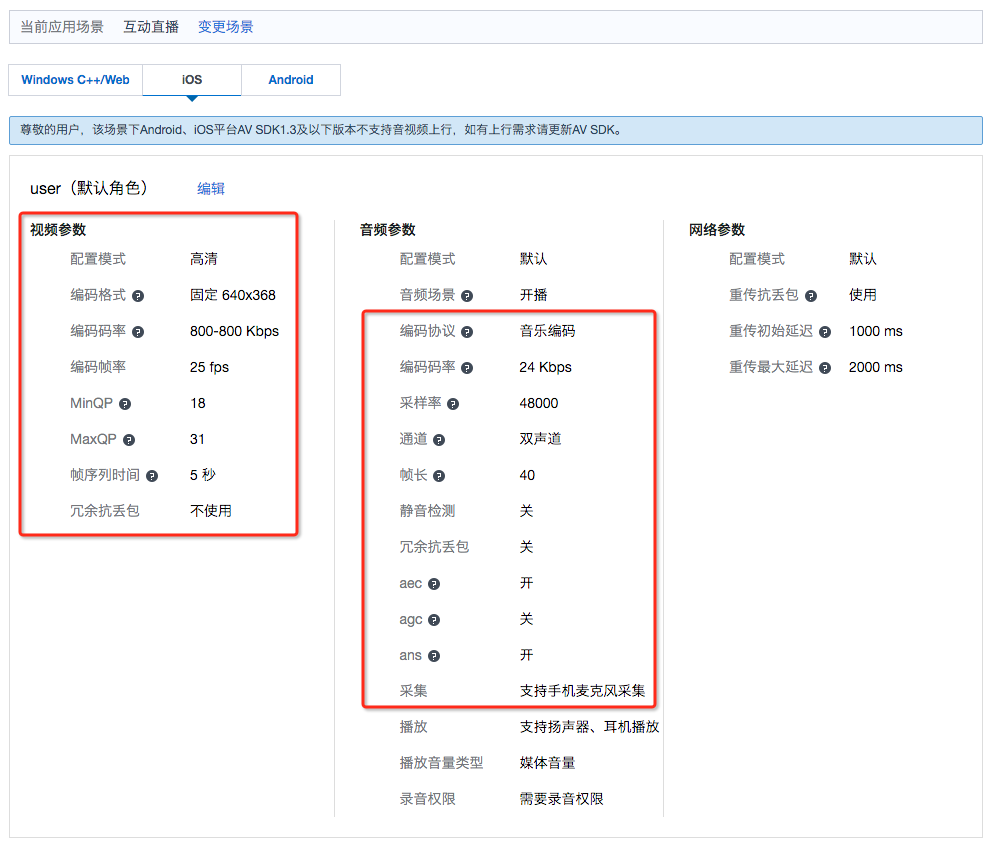 当前应用场景 互动直播 变更场景
Windows C++/Web iOS Android
尊敬的用户，该场景下Android、iOS平台AV SDK1.3及以下版本不支持音视频上行，如有上行需求请更新AV SDK。
user（默认角色） 编辑
视频参数
配置模式 高清
编码格式 ? 固定 640x368
编码码率 ? 800-800 Kbps
编码帧率 25 fps
MinQP ? 18
MaxQP ? 31
帧序列时间 ? 5 秒
冗余抗丢包 不使用
音频参数
配置模式 默认
音频场景 ? 开播
编码协议 ? 音乐编码
编码码率 ? 24 Kbps
采样率 ? 48000
通道 ? 双声道
帧长 ? 40
静音检测 关
冗余抗丢包 关
aec ? 开
agc ? 关
ans ? 开
采集 支持手机麦克风采集
播放 支持扬声器、耳机播放
播放音量类型 媒体音量
录音权限 需要录音权限
网络参数
配置模式 默认
重传抗丢包 ? 使用
重传初始延迟 ? 1000 ms
重传最大延迟 ? 2000 ms